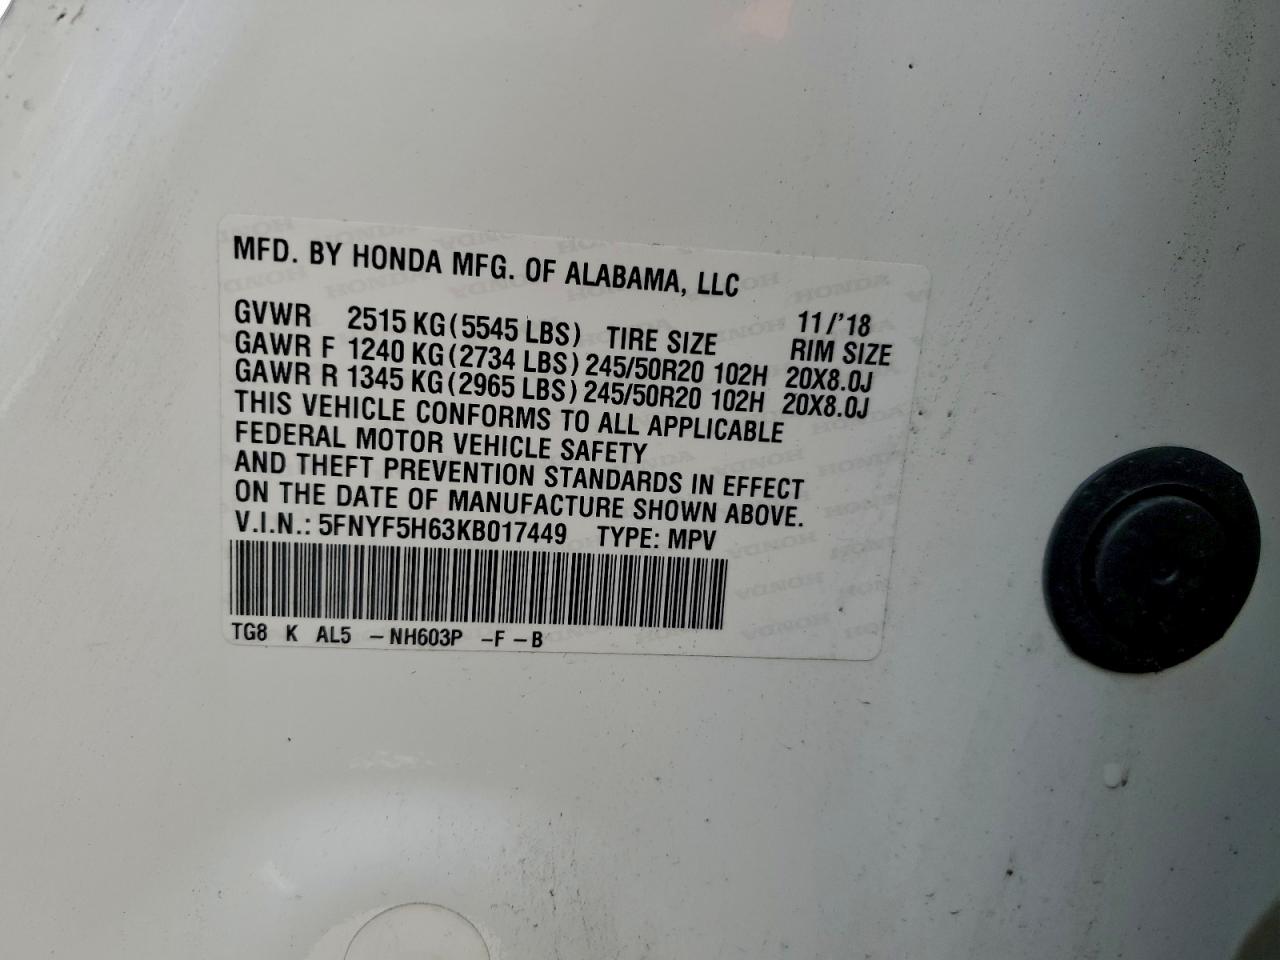 MFD. BY HONDA MFG. OF ALABAMA, LLC
11/'18
GVWR 2515 KG (5545 LBS) TIRE SIZE RIM SIZE
GAWR F 1240 KG (2734 LBS) 245/50R20 102H 20X8.0J
GAWR R 1345 KG (2965 LBS) 245/50R20 102H 20X8.0J
THIS VEHICLE CONFORMS TO ALL APPLICABLE
FEDERAL MOTOR VEHICLE SAFETY
AND THEFT PREVENTION STANDARDS IN EFFECT
ON THE DATE OF MANUFACTURE SHOWN ABOVE.
V.I.N.: 5FNYF5H63KB017449 TYPE: MPV
TG8 K AL5 -NH603P -F -B